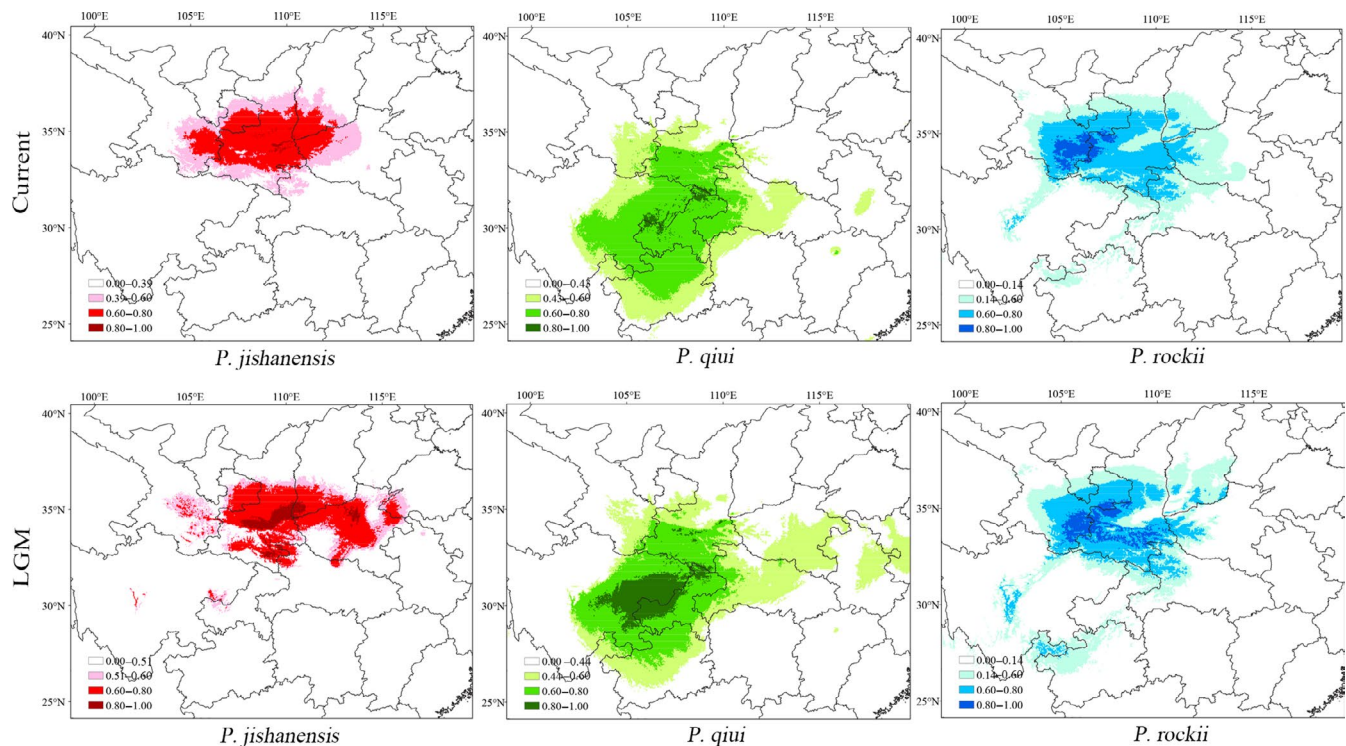 100°E 105°E 110°E 115°E
40°N
35°N
30°N
25°N
0.00–0.39
0.39–0.60
0.60–0.80
0.80–1.00
P. jishanensis
105°E 110°E 115°E
40°N
35°N
30°N
25°N
0.00–0.43
0.43–0.60
0.60–0.80
0.80–1.00
P. qiui
100°E 105°E 110°E 115°E
40°N
35°N
30°N
25°N
0.00–0.14
0.14–0.60
0.60–0.80
0.80–1.00
P. rockii
Current
100°E 105°E 110°E 115°E
40°N
35°N
30°N
25°N
0.00–0.51
0.51–0.60
0.60–0.80
0.80–1.00
P. jishanensis
105°E 110°E 115°E
40°N
35°N
30°N
25°N
0.00–0.44
0.44–0.60
0.60–0.80
0.80–1.00
P. qiui
100°E 105°E 110°E 115°E
40°N
35°N
30°N
25°N
0.00–0.14
0.14–0.60
0.60–0.80
0.80–1.00
P. rockii
LGM